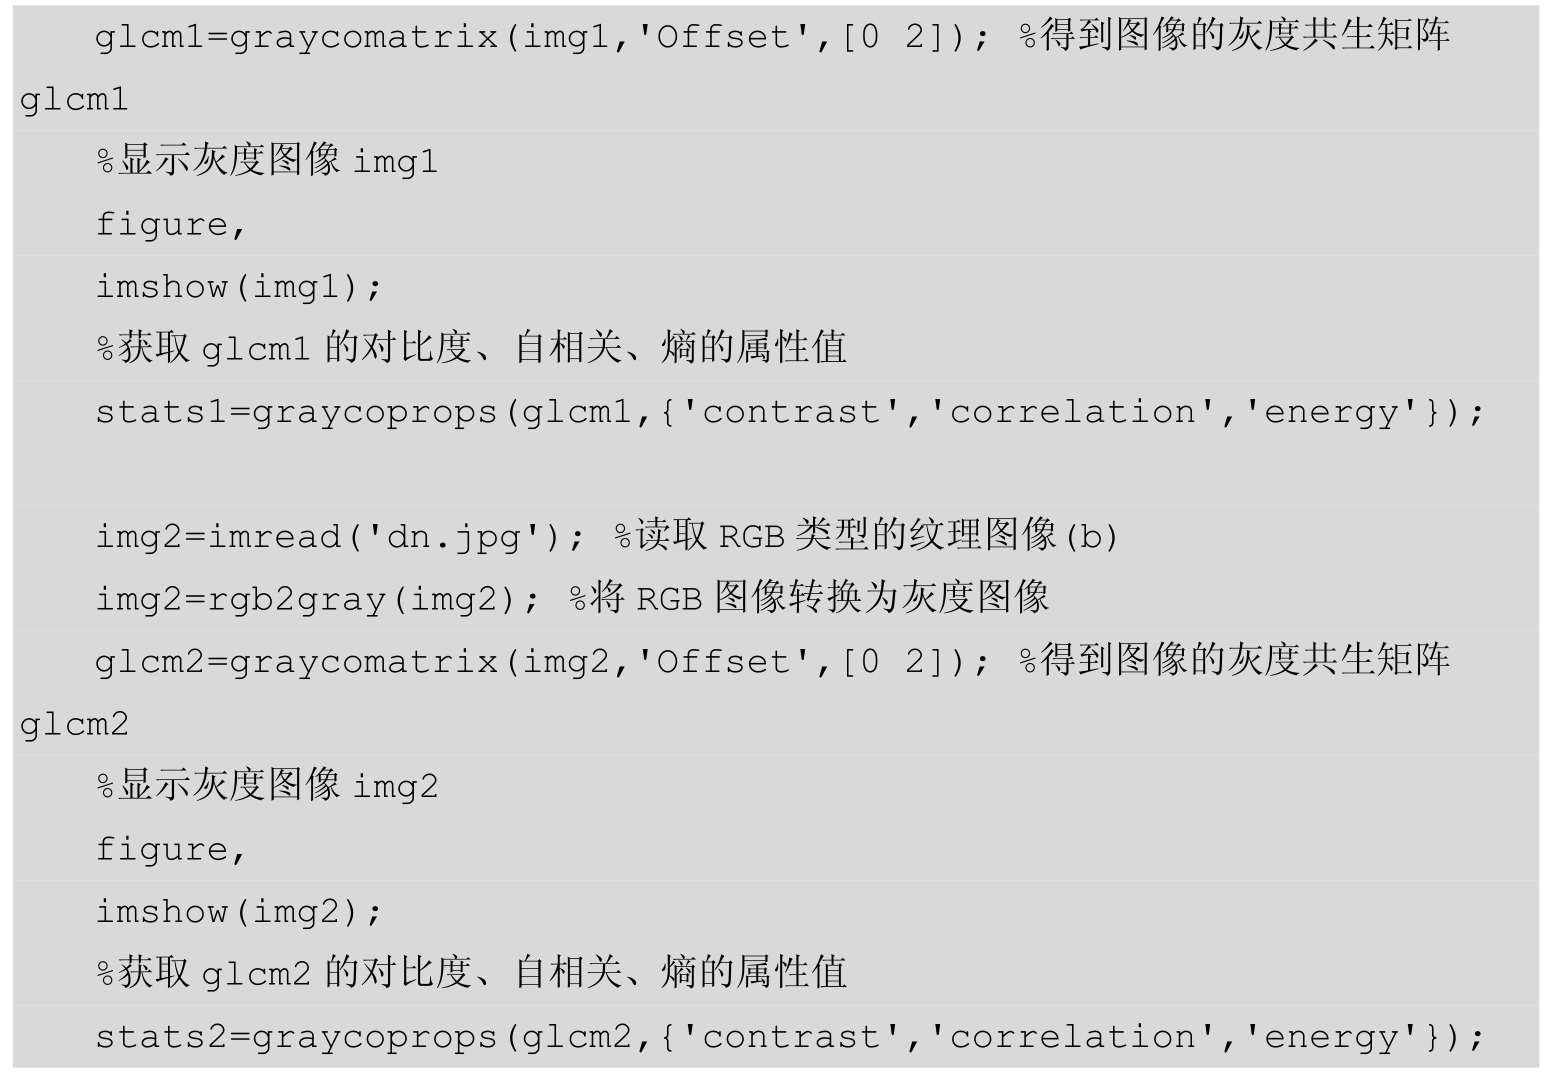 glcm1=graycomatrix(img1,'Offset',[0 2]); %得到图像的灰度共生矩阵
glcm1
%显示灰度图像 img1
figure,
imshow(img1);
%获取 glcm1 的对比度、自相关、熵的属性值
stats1=graycoprops(glcm1,{'contrast','correlation','energy'});
img2=imread('dn.jpg'); %读取 RGB 类型的纹理图像(b)
img2=rgb2gray(img2); %将 RGB 图像转换为灰度图像
glcm2=graycomatrix(img2,'Offset',[0 2]); %得到图像的灰度共生矩阵
glcm2
%显示灰度图像 img2
figure,
imshow(img2);
%获取 glcm2 的对比度、自相关、熵的属性值
stats2=graycoprops(glcm2,{'contrast','correlation','energy'});